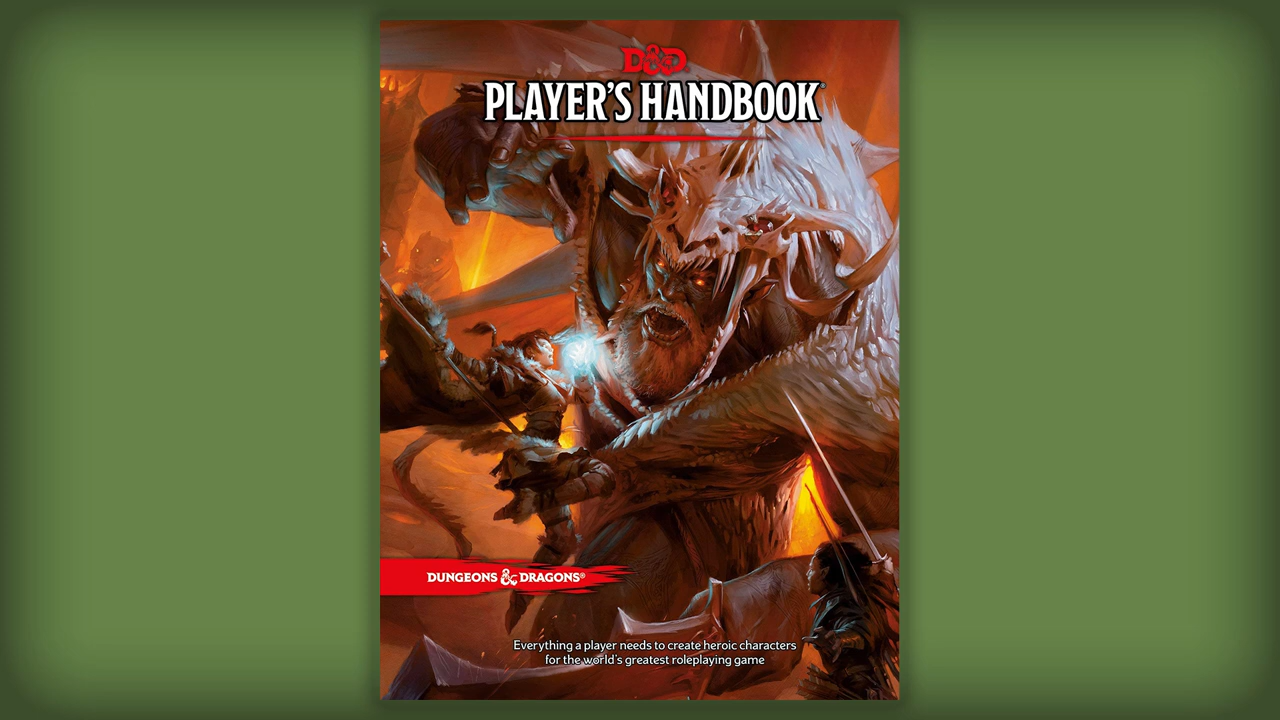 D&D
PLAYER'S HANDBOOK®
DUNGEONS & DRAGONS®
Everything a player needs to create heroic characters
for the world's greatest roleplaying game